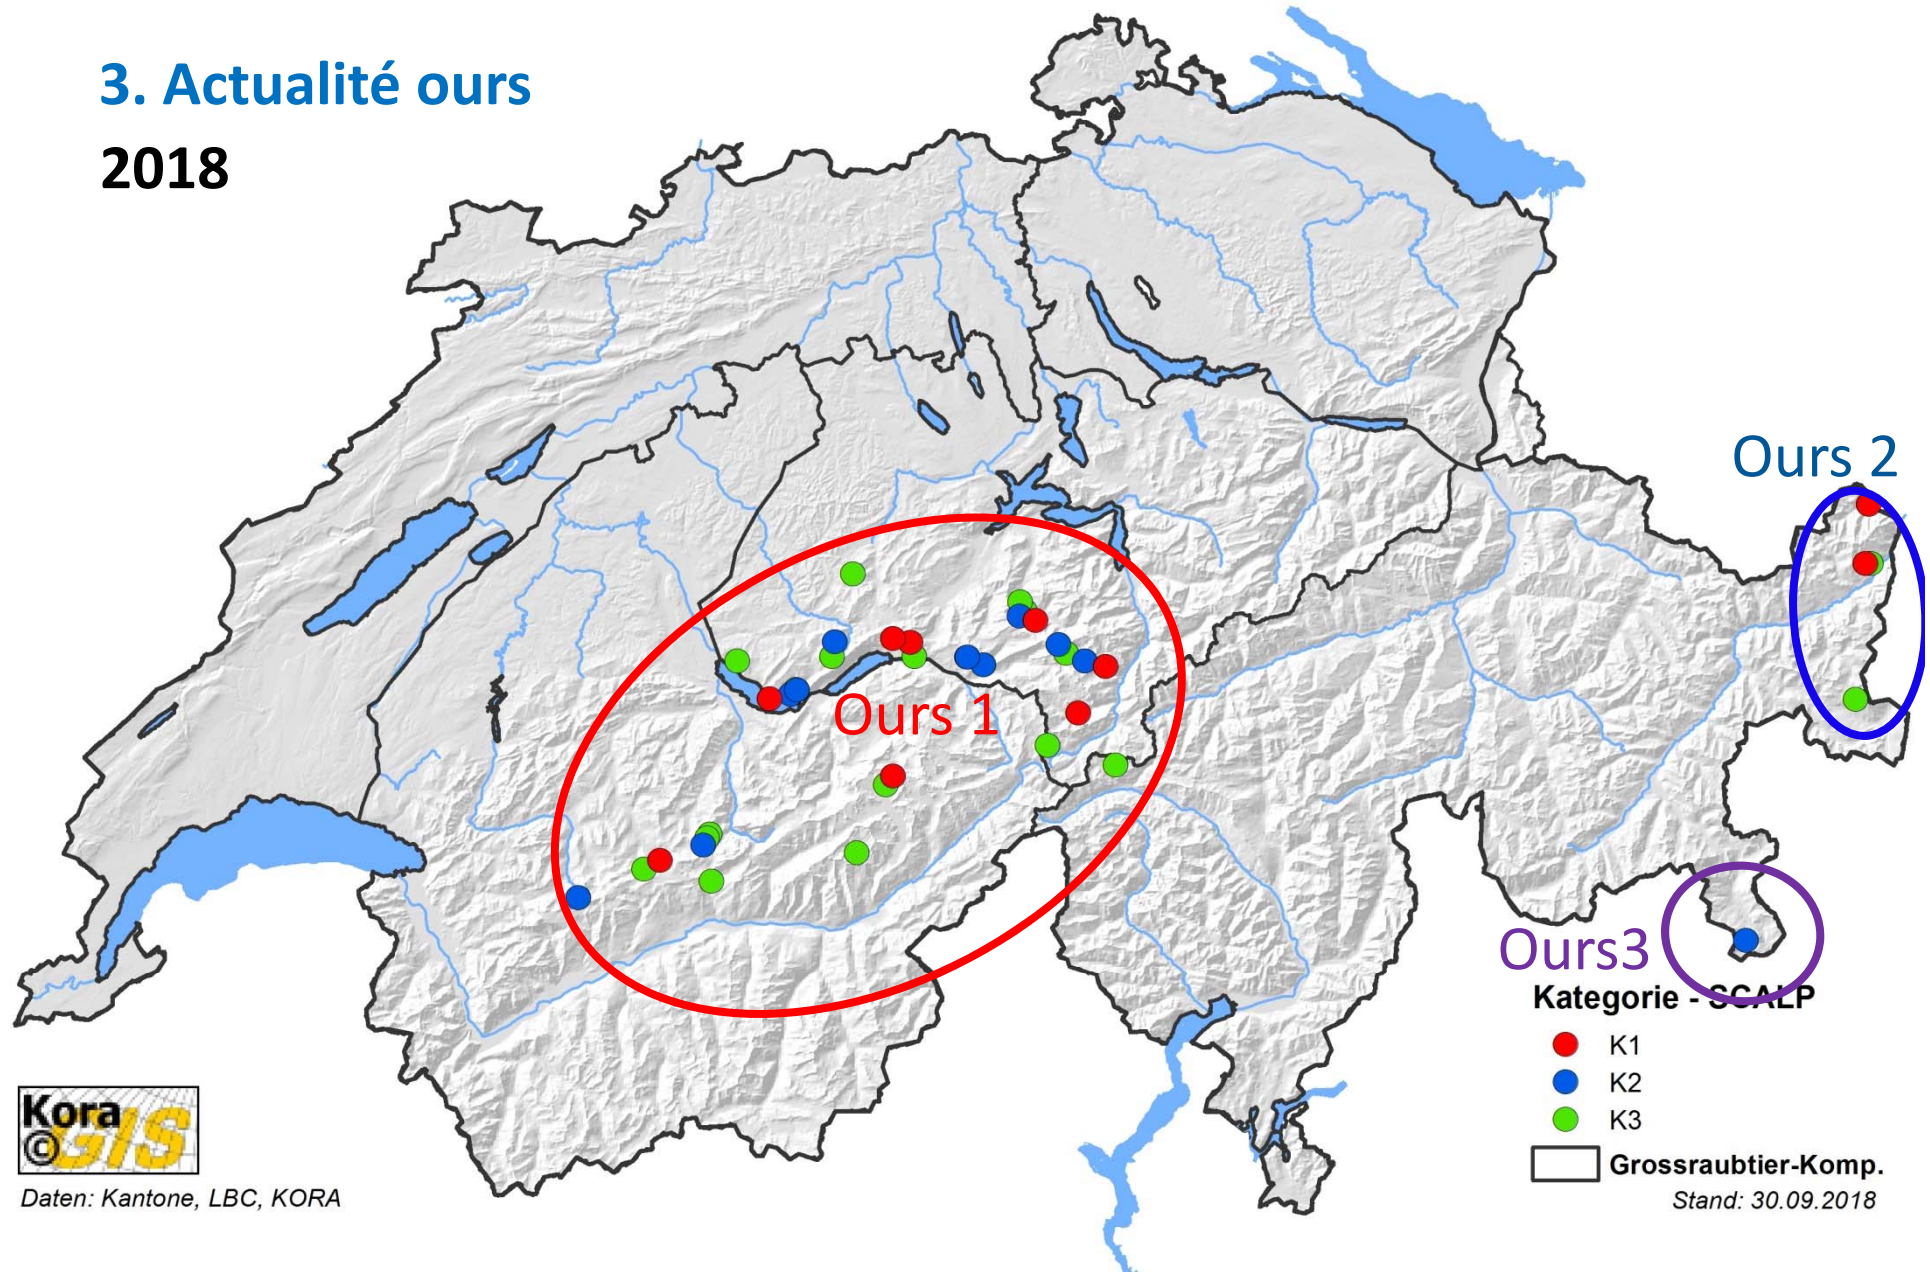 3. Actualité ours
2018
Ours 2
Ours 1
Ours3
Kategorie - SCALP
K1
K2
K3
Grossraubtier-Komp.
Stand: 30.09.2018
Kora
© GIS
Daten: Kantone, LBC, KORA